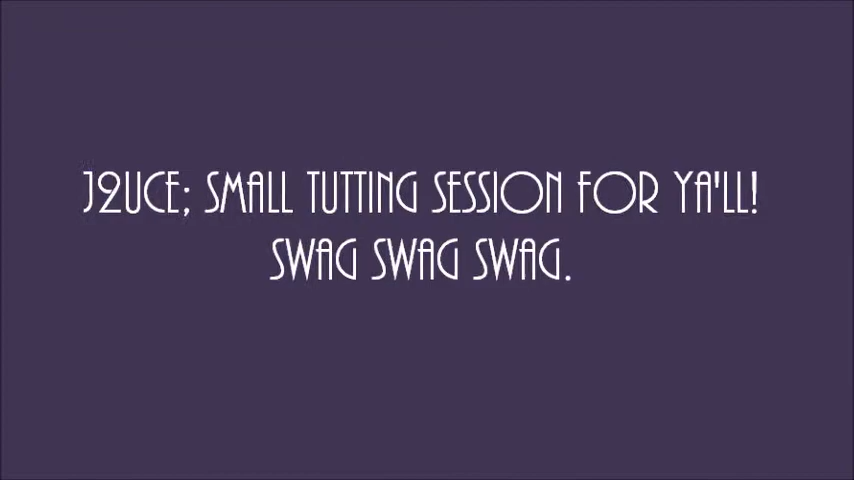 J2UCE; SMALL TUTTING SESSION FOR YA'LL!
SWAG SWAG SWAG.